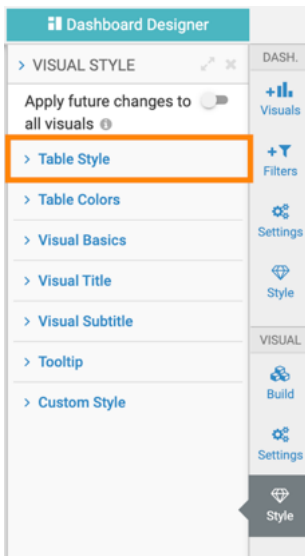 Dashboard Designer
> VISUAL STYLE
Apply future changes to
all visuals
> Table Style
> Table Colors
> Visual Basics
> Visual Title
> Visual Subtitle
> Tooltip
> Custom Style
DASH.
Visuals
Filters
Settings
Style
VISUAL
Build
Settings
Style